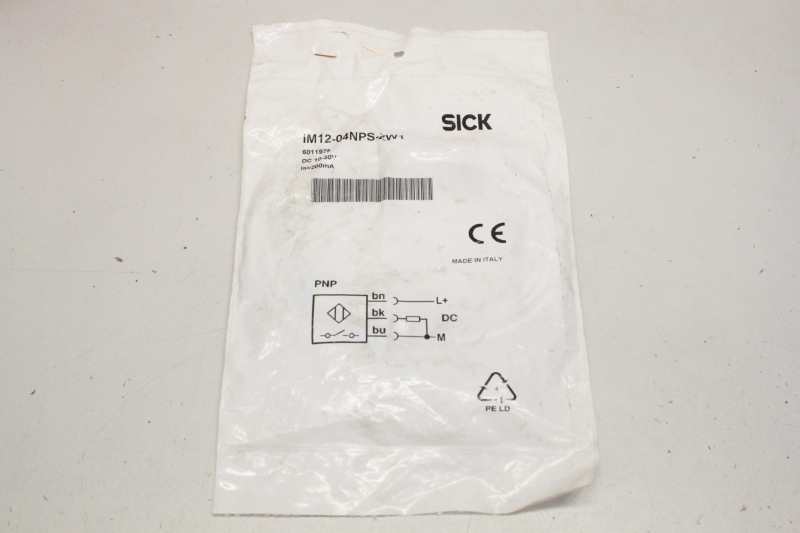 SICK
IM12-04NPS-ZW1
6011975
DC 10-30V
Ia=200mA
CE
MADE IN ITALY
PNP
bn L+
bk DC
bu M
4
PE LD